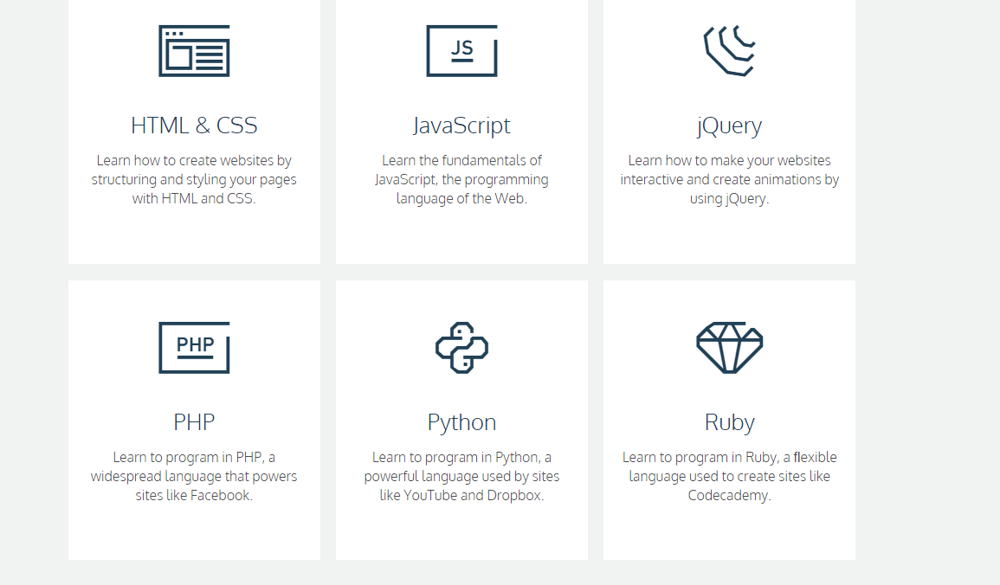 JS
HTML & CSS
Learn how to create websites by
structuring and styling your pages
with HTML and CSS.
JavaScript
Learn the fundamentals of
JavaScript, the programming
language of the Web.
jQuery
Learn how to make your websites
interactive and create animations by
using jQuery.
PHP
PHP
Learn to program in PHP, a
widespread language that powers
sites like Facebook.
Python
Learn to program in Python, a
powerful language used by sites
like YouTube and Dropbox.
Ruby
Learn to program in Ruby, a flexible
language used to create sites like
Codecademy.